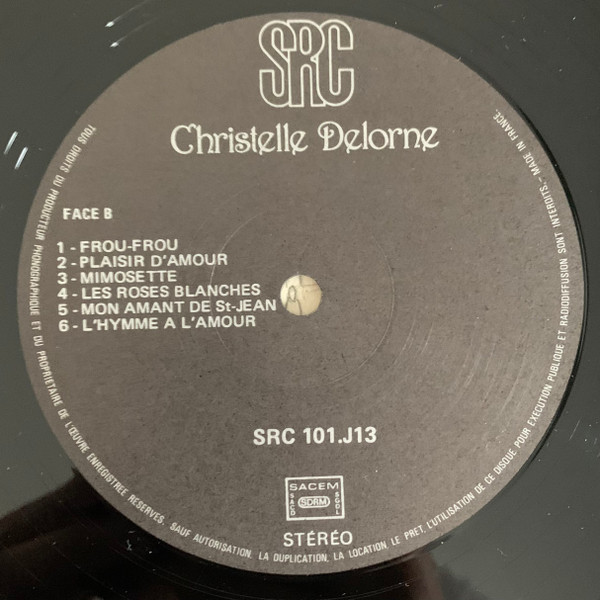 SRC
Christelle Delorne
FACE B
1 - FROU-FROU
2 - PLAISIR D'AMOUR
3 - MIMOSETTE
4 - LES ROSES BLANCHES
5 - MON AMANT DE St-JEAN
6 - L'HYMME A L'AMOUR
SRC 101.J13
SACEM
SACD
SDRM
SGDL
STÉRÉO
TOUS DROITS DU PRODUCTEUR PHONOGRAPHIQUE ET DU PROPRIETAIRE DE L'ŒUVRE ENREGISTREE RESERVES. SAUF AUTORISATION, LA DUPLICATION, LA LOCATION, LE PRET, L'UTILISATION DE CE DISQUE POUR EXECUTION PUBLIQUE ET RADIODIFFUSION SONT INTERDITS. - MADE IN FRANCE.